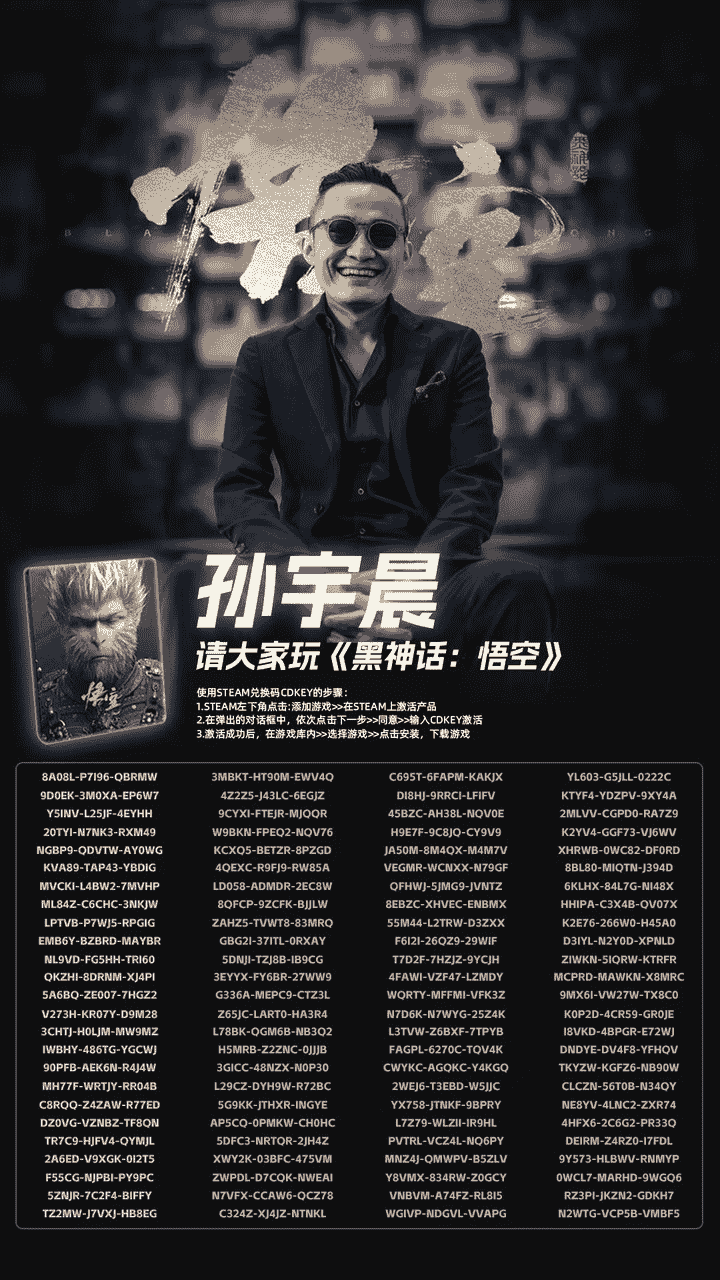 悟空
黑神话
孙宇晨
请大家玩《黑神话：悟空》
悟空
使用STEAM兑换码CDKEY的步骤：
1.STEAM左下角点击:添加游戏>>在STEAM上激活产品
2.在弹出的对话框中，依次点击下一步>>同意>>输入CDKEY激活
3.激活成功后，在游戏库内>>选择游戏>>点击安装，下载游戏
8A08L-P7I96-QBRMW 3MBKT-HT90M-EWV4Q C695T-6FAPM-KAKJX YL603-G5JLL-0222C
9D0EK-3M0XA-EP6W7 4Z2Z5-J43LC-6EGJZ DI8HJ-9RRCI-LFIFV KTYF4-YDZPV-9XY4A
Y5INV-L25JF-4EYHH 9CYXI-FTEJR-MJQQR 45BZC-AH38L-NQV0E 2MLVV-CGPD0-RA7Z9
20TYI-N7NK3-RXM49 W9BKN-FPEQ2-NQV76 H9E7F-9C8JQ-CY9V9 K2YV4-GGF73-VJ6WV
NGBP9-QDVTW-AY0WG KCXQ5-BETZR-8PZGD JA50M-8M4QX-M4M7V XHRWB-0WC82-DF0RD
KVA89-TAP43-YBDIG 4QEXC-R9FJ9-RW85A VEGMR-WCNXX-N79GF 8BL80-MIQTN-J394D
MVCKI-L4BW2-7MVHP LD058-ADMDR-2EC8W QFHWJ-5JMG9-JVNTZ 6KLHX-84L7G-NI48X
ML84Z-C6CHC-3NKJW 8QFCP-9ZCFK-BJJLW 8EBZC-XHVEC-ENBMX HHIPA-C3X4B-QV07X
LPTVB-P7WJ5-RPGIG ZAHZ5-TVWT8-83MRQ 55M44-L2TRW-D3ZXX K2E76-266W0-H45A0
EMB6Y-BZBRD-MAYBR GBG2I-37ITL-0RXAY F6I2I-26QZ9-29WIF D3IYL-N2Y0D-XPNLD
NL9VD-FG5HH-TRI60 5DNJI-TZJ8B-IB9CG T7D2F-7HZJZ-9YCJH ZIWKN-5IQRW-KTRFR
QKZHI-8DRNM-XJ4PI 3EYYX-FY6BR-27WW9 4FAWI-VZF47-LZMDY MCPRD-MAWKN-X8MRC
5A6BQ-ZE007-7HGZ2 G336A-MEPC9-CTZ3L WQRTY-MFFMI-VFK3Z 9MX6I-VW27W-TX8C0
V273H-KR07Y-D9M28 Z65JC-LART0-HA3R4 N7D6K-N7WYG-25Z4K K0P2D-4CR59-GR0JE
3CHTJ-H0LJM-MW9MZ L78BK-QGM6B-NB3Q2 L3TVW-Z6BXF-7TPYB I8VKD-4BPGR-E72WJ
IWBHY-486TG-YGCWJ H5MRB-Z2ZNC-0JJJB FAGPL-6270C-TQV4K DNDYE-DV4F8-YFHQV
90PFB-AEK6N-R4J4W 3GICC-48NZX-N0P30 CWYKC-AGQKC-Y4KGQ TKYZW-KGFZ6-NB90W
MH77F-WRTJY-RR04B L29CZ-DYH9W-R72BC 2WEJ6-T3EBD-W5JJC CLCZN-56T0B-N34QY
C8RQQ-Z4ZAW-R77ED 5G9KK-JTHXR-INGYE YX758-JTNKF-9BPRY NE8YV-4LNC2-ZXR74
DZ0VG-VZNBZ-TF8QN AP5CQ-0PMKW-CH0HC L7Z79-WLZII-IR9HL 4HFX6-2C6G2-PR33Q
TR7C9-HJFV4-QYMJL 5DFC3-NRTQR-2JH4Z PVTRL-VCZ4L-NQ6PY DEIRM-Z4RZ0-I7FDL
2A6ED-V9XGK-0I2T5 XWY2K-03BFC-475VM MNZ4J-QMWPV-B5ZLV 9Y573-HLBWV-RNMYP
F55CG-NJPBI-PY9PC ZWPDL-D7CQK-NWEAI Y8VMX-834RW-Z0GCY 0WCL7-MARHD-9WGQ6
5ZNJR-7C2F4-BIFFY N7VFX-CCAW6-QCZ78 VNBVM-A74FZ-RL8I5 RZ3PI-JKZN2-GDKH7
TZ2MW-J7VXJ-HB8EG C324Z-XJ4JZ-NTNKL WGIVP-NDGVL-VVAPG N2WTG-VCP5B-VMBF5